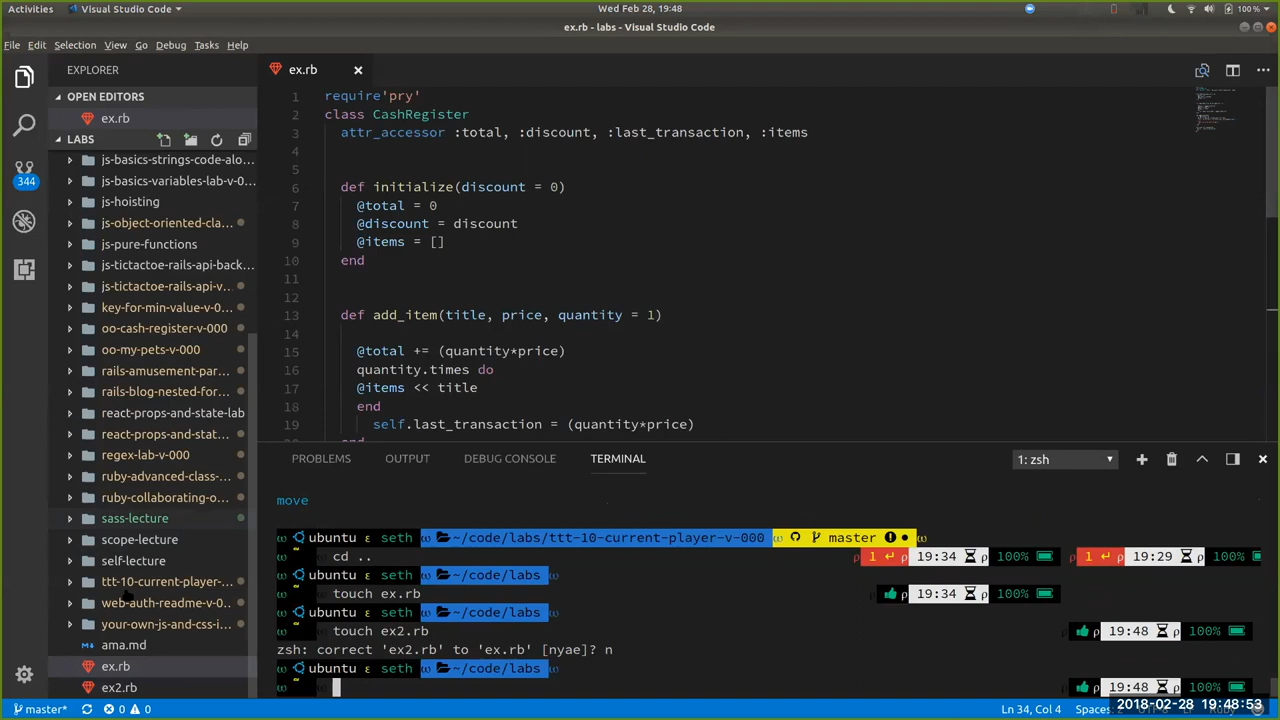 Activities
Visual Studio Code
Wed Feb 28, 19:48
100%
ex.rb - labs - Visual Studio Code
File Edit Selection View Go Debug Tasks Help
EXPLORER
OPEN EDITORS
ex.rb
LABS
js-basics-strings-code-alo...
js-basics-variables-lab-v-0...
js-hoisting
js-object-oriented-cla...
js-pure-functions
js-tictactoe-rails-api-back...
js-tictactoe-rails-api-v...
key-for-min-value-v-0...
oo-cash-register-v-000
oo-my-pets-v-000
rails-amusement-par...
rails-blog-nested-for...
react-props-and-state-lab
react-props-and-stat...
regex-lab-v-000
ruby-advanced-class-...
ruby-collaborating-o...
sass-lecture
scope-lecture
self-lecture
ttt-10-current-player-...
web-auth-readme-v-0...
your-own-js-and-css-i...
ama.md
ex.rb
ex2.rb
344
ex.rb
1 require'pry'
2 class CashRegister
3 attr_accessor :total, :discount, :last_transaction, :items
4
5
6 def initialize(discount = 0)
7 @total = 0
8 @discount = discount
9 @items = []
10 end
11
12
13 def add_item(title, price, quantity = 1)
14
15 @total += (quantity*price)
16 quantity.times do
17 @items << title
18 end
19 self.last_transaction = (quantity*price)
PROBLEMS OUTPUT DEBUG CONSOLE TERMINAL
1: zsh
move
ubuntu ε seth ~/code/labs/ttt-10-current-player-v-000 master
cd .. 1 ↵ 19:34 100% 1 ↵ 19:29 100%
ubuntu ε seth ~/code/labs
touch ex.rb 19:34 100%
ubuntu ε seth ~/code/labs
touch ex2.rb 19:48 100%
zsh: correct 'ex2.rb' to 'ex.rb' [nyae]? n
ubuntu ε seth ~/code/labs
19:48 100%
master* 0 0
Ln 34, Col 4
Spaces:
2018-02-28 19:48:53